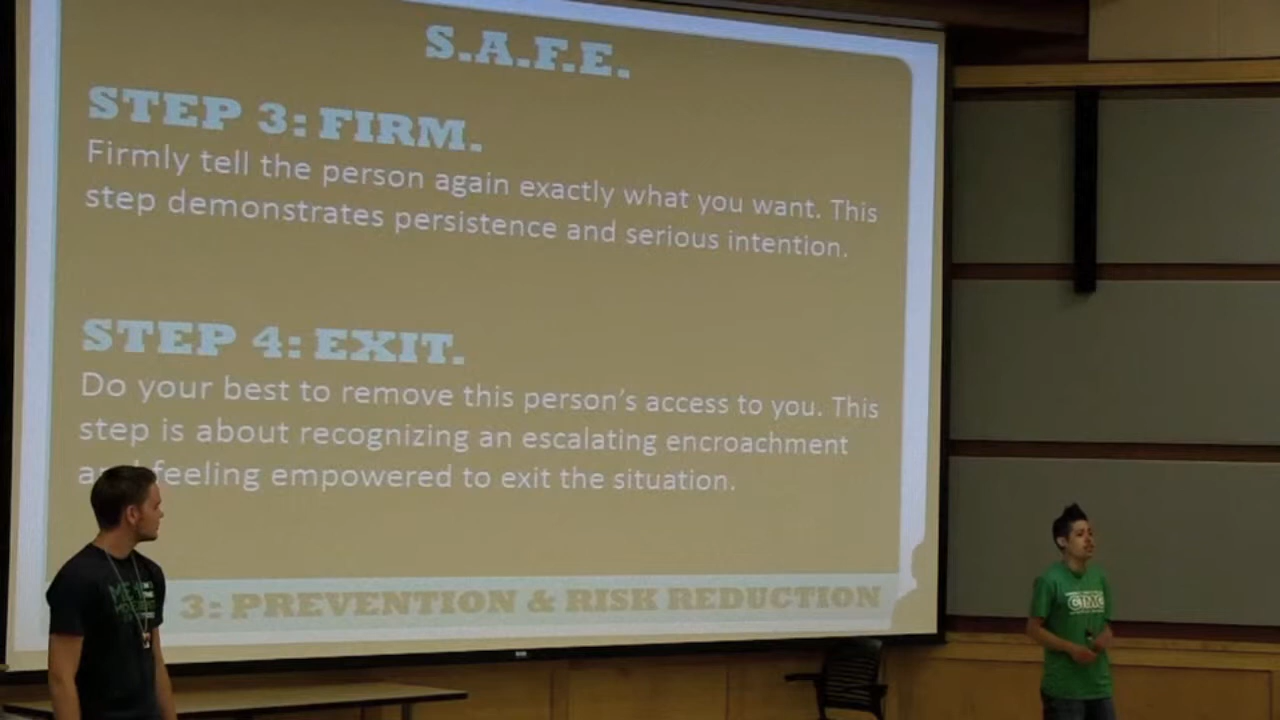 S.A.F.E.
STEP 3: FIRM.
Firmly tell the person again exactly what you want. This
step demonstrates persistence and serious intention.
STEP 4: EXIT.
Do your best to remove this person's access to you. This
step is about recognizing an escalating encroachment
feeling empowered to exit the situation.
3: PREVENTION & RISK REDUCTION